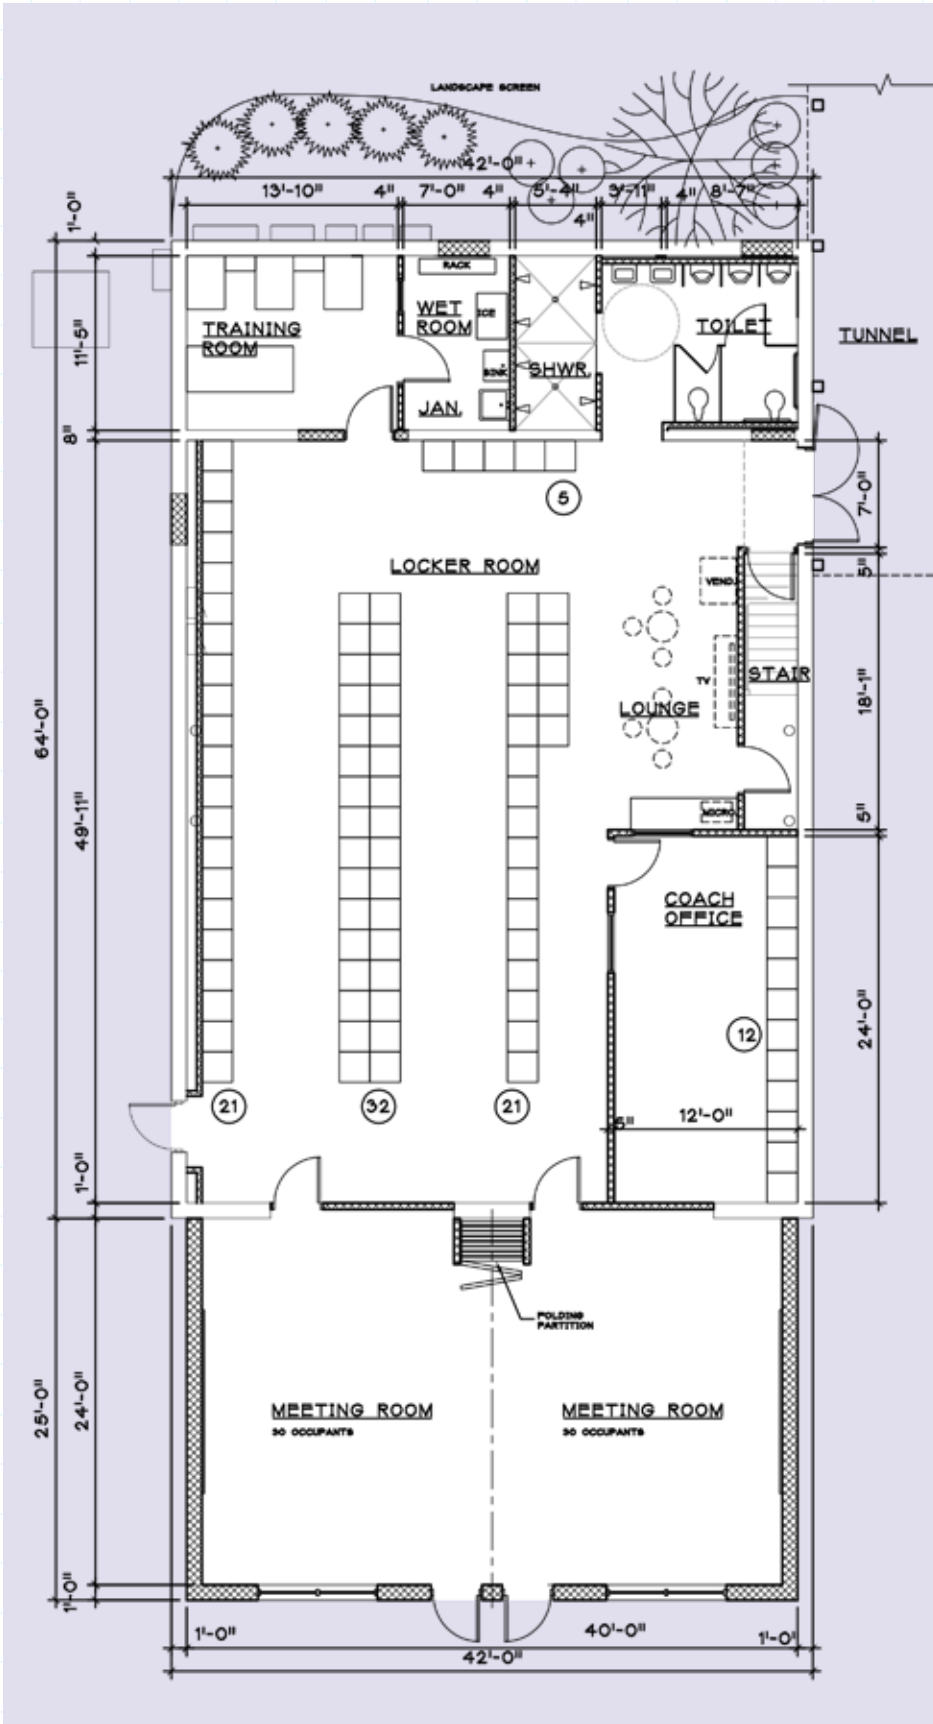 LANDSCAPE SCREEN
42'-0"
13'-10"
4"
7'-0"
4"
5'-4"
4"
3'-11"
4"
8'-7"
1'-0"
RACK
WET
ROOM
ICE
TRAINING
ROOM
TOILET
TUNNEL
11'-5"
SINK
SHWR.
JAN.
8"
5
7'-0"
LOCKER ROOM
5"
VEND.
TV
STAIR
LOUNGE
18'-1"
64'-0"
49'-11"
MICRO
5"
COACH
OFFICE
12
24'-0"
21
32
21
5"
12'-0"
1'-0"
FOLDING
PARTITION
25'-0"
24'-0"
MEETING ROOM
30 OCCUPANTS
MEETING ROOM
30 OCCUPANTS
1'-0"
1'-0"
40'-0"
1'-0"
42'-0"